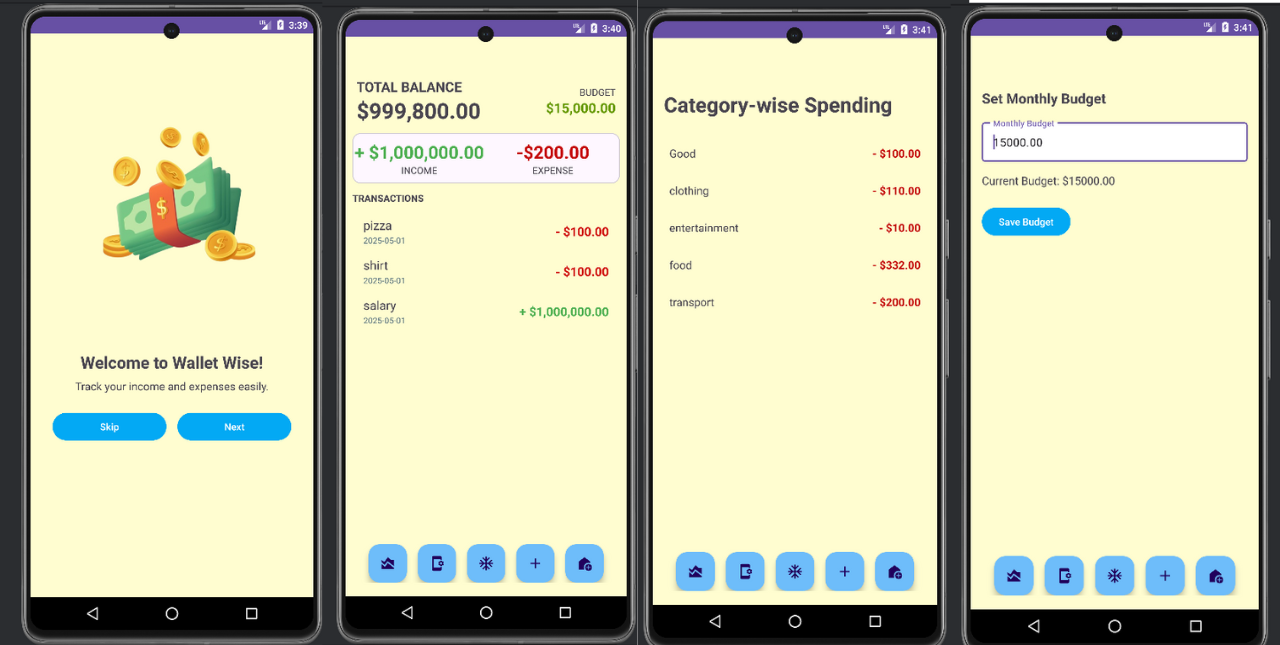 3:39
$
$
$
$
Welcome to Wallet Wise!
Track your income and expenses easily.
Skip
Next
3:40
TOTAL BALANCE
$999,800.00
BUDGET
$15,000.00
+ $1,000,000.00
INCOME
-$200.00
EXPENSE
TRANSACTIONS
pizza
2025-05-01
- $100.00
shirt
2025-05-01
- $100.00
salary
2025-05-01
+ $1,000,000.00
3:41
Category-wise Spending
Good - $100.00
clothing - $110.00
entertainment - $10.00
food - $332.00
transport - $200.00
3:41
Set Monthly Budget
Monthly Budget
15000.00
Current Budget: $15000.00
Save Budget